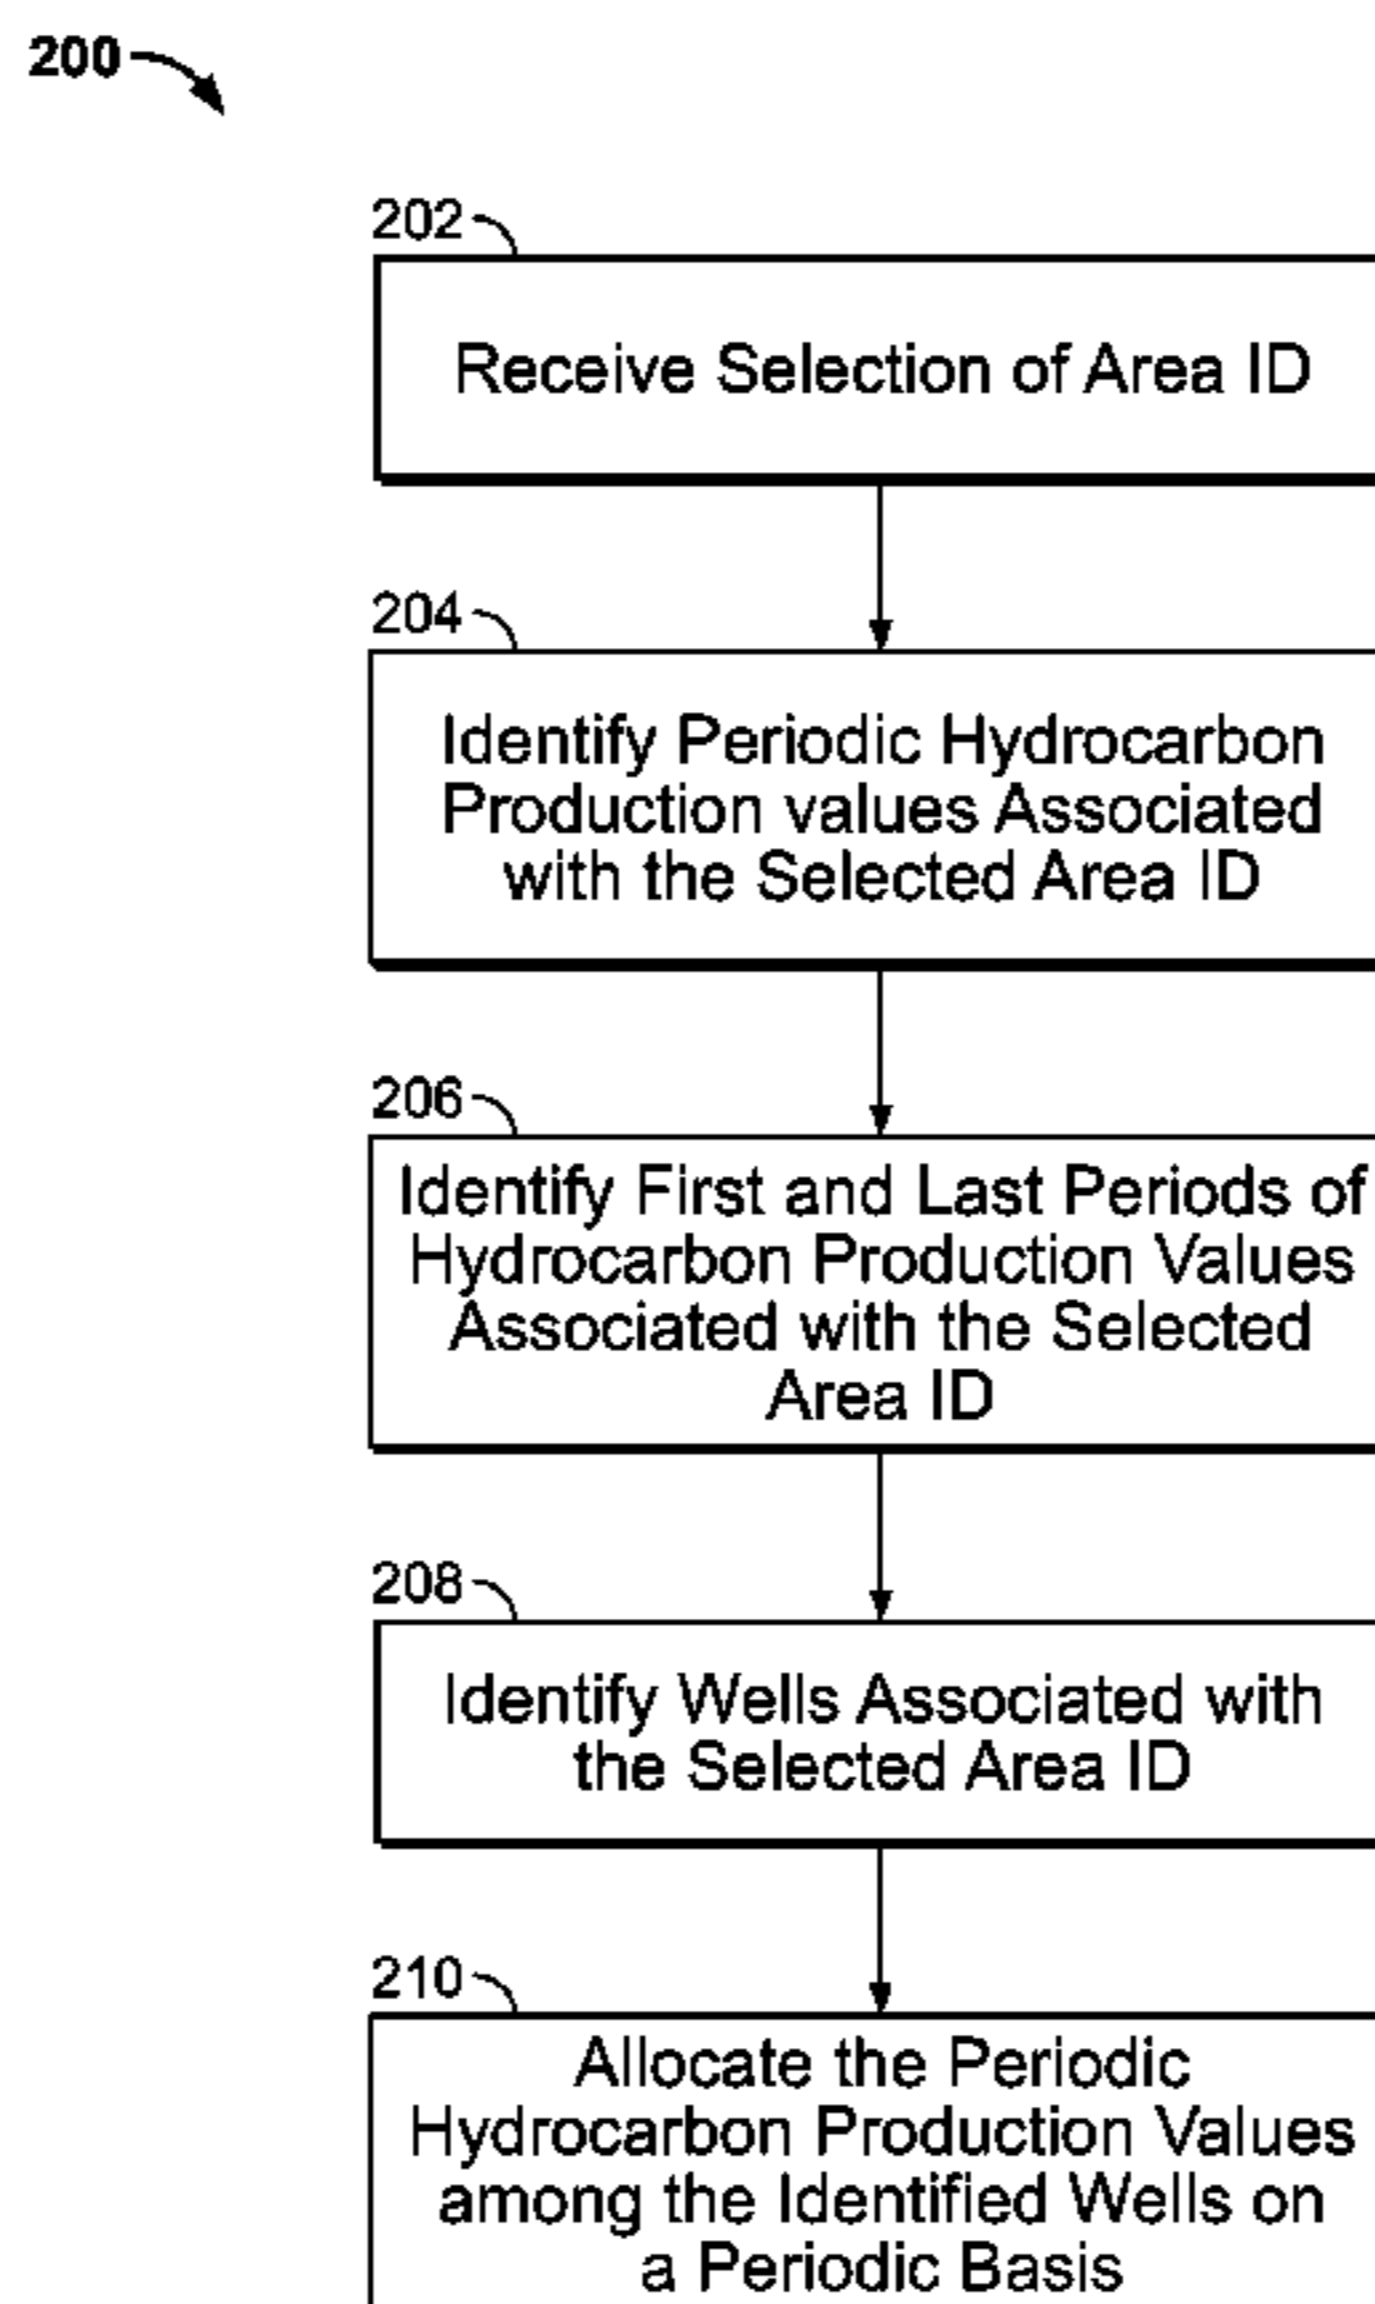 200
202
Receive Selection of Area ID
204
Identify Periodic Hydrocarbon
Production values Associated
with the Selected Area ID
206
Identify First and Last Periods of
Hydrocarbon Production Values
Associated with the Selected
Area ID
208
Identify Wells Associated with
the Selected Area ID
210
Allocate the Periodic
Hydrocarbon Production Values
among the Identified Wells on
a Periodic Basis